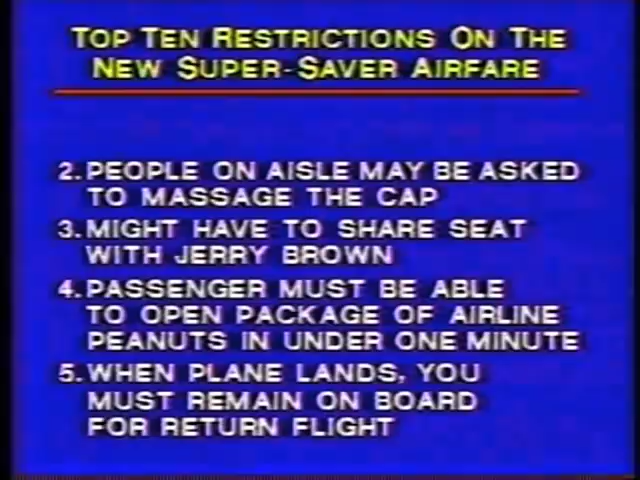 TOP TEN RESTRICTIONS ON THE
NEW SUPER-SAVER AIRFARE
2. PEOPLE ON AISLE MAY BE ASKED
TO MASSAGE THE CAP
3. MIGHT HAVE TO SHARE SEAT
WITH JERRY BROWN
4. PASSENGER MUST BE ABLE
TO OPEN PACKAGE OF AIRLINE
PEANUTS IN UNDER ONE MINUTE
5. WHEN PLANE LANDS, YOU
MUST REMAIN ON BOARD
FOR RETURN FLIGHT